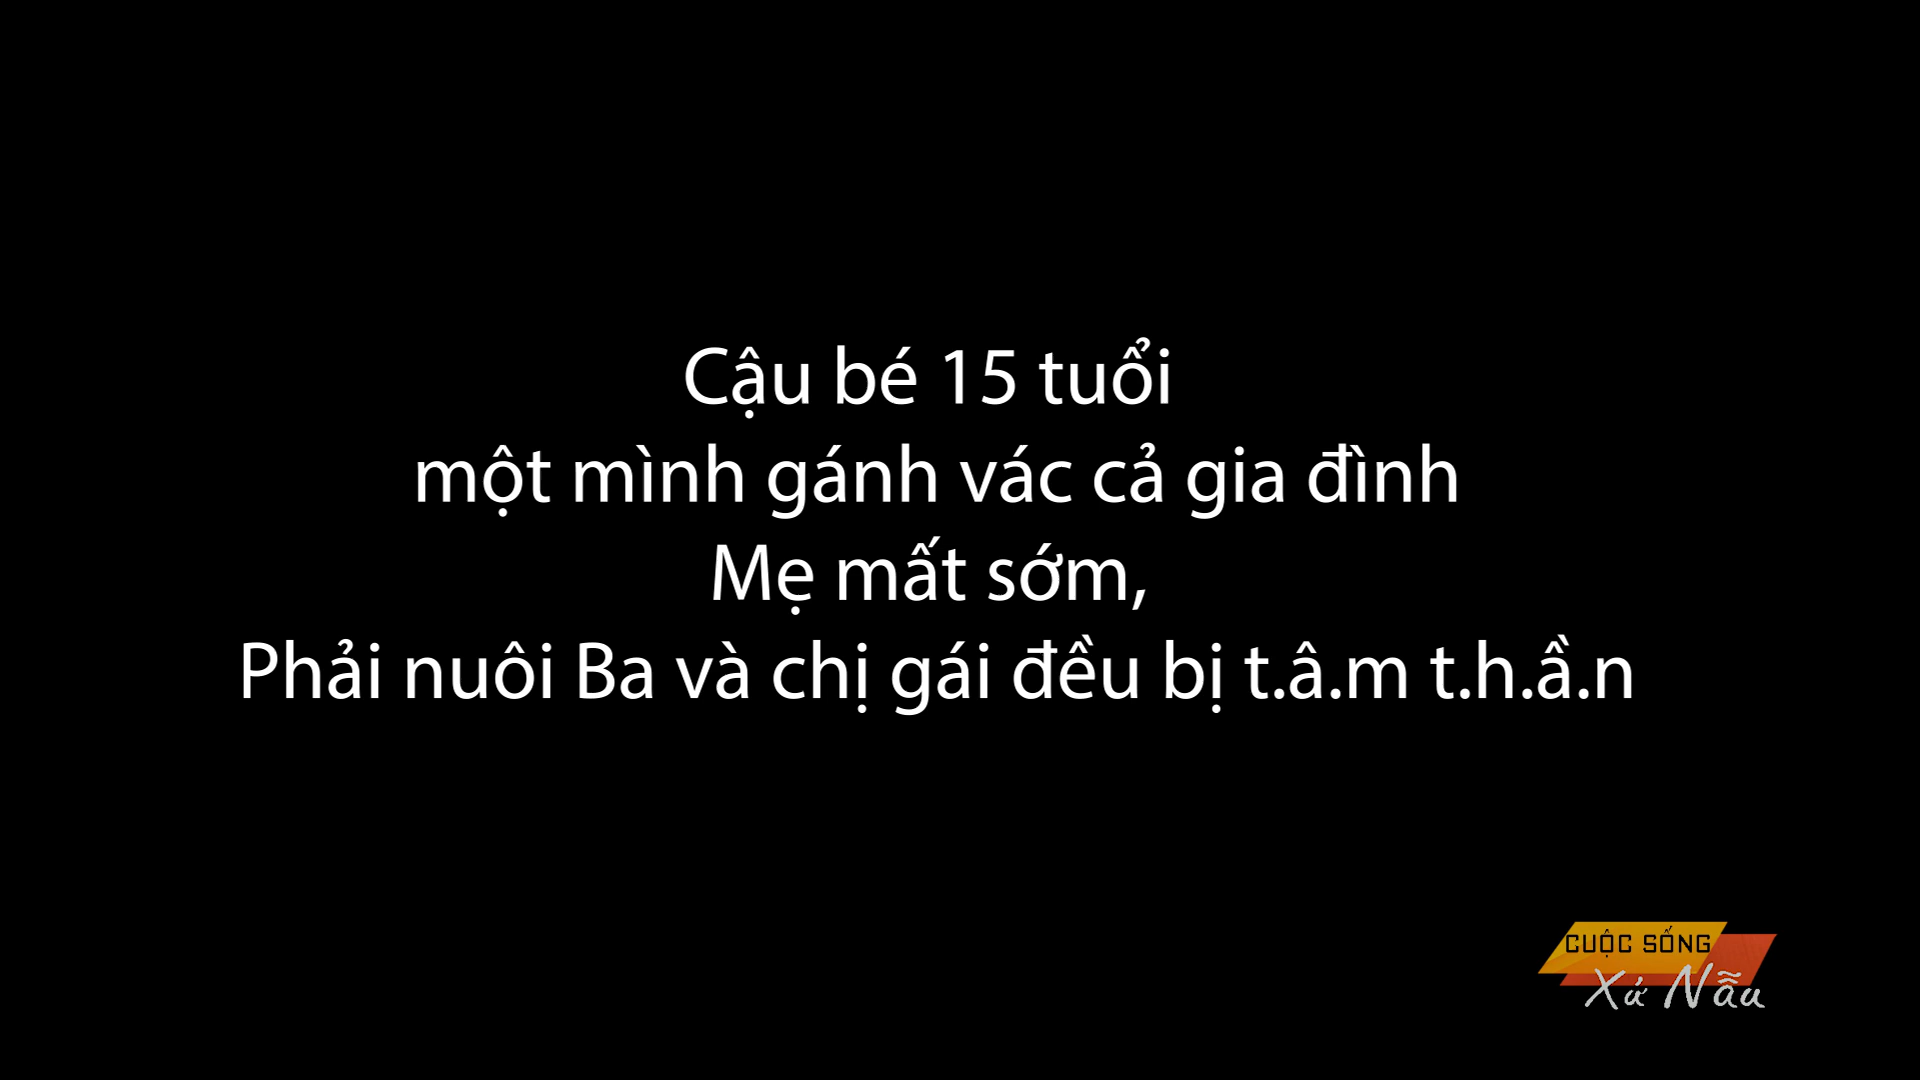 Cậu bé 15 tuổi
một mình gánh vác cả gia đình
Mẹ mất sớm,
Phải nuôi Ba và chị gái đều bị t.â.m t.h.ầ.n
CUỘC SỐNG
Xứ Nẫu